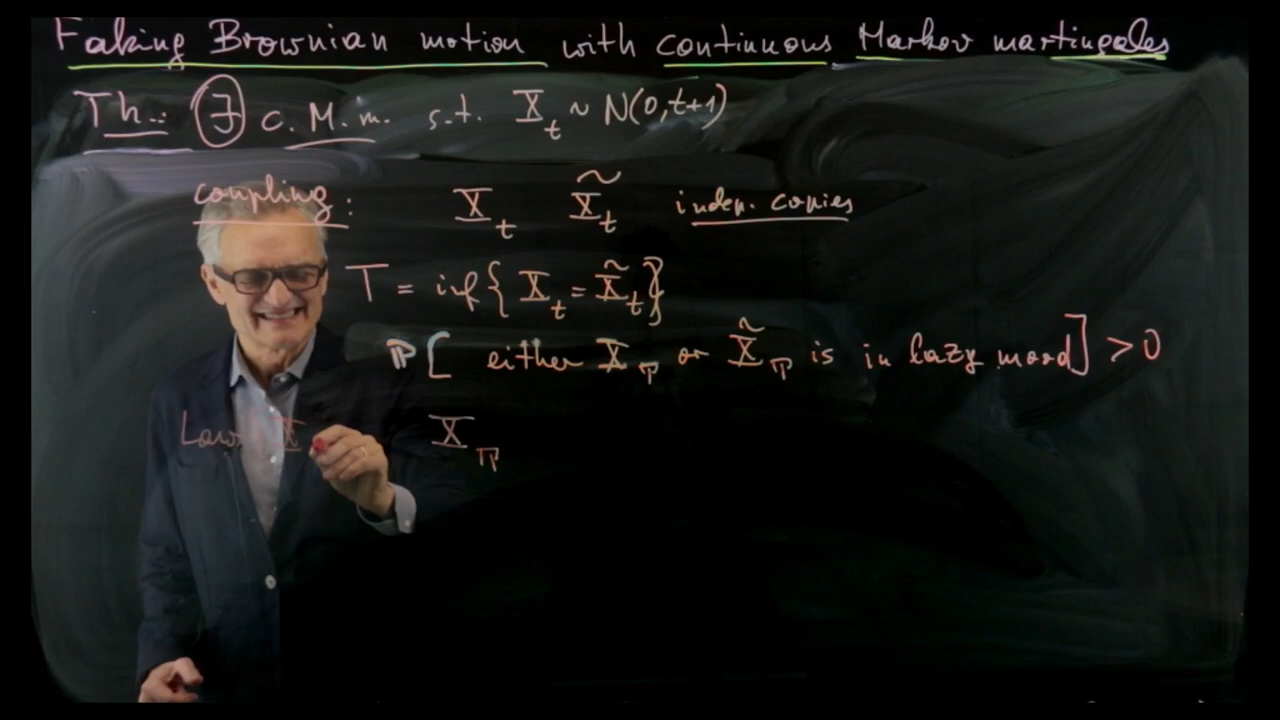 Faking Brownian motion with continuous Markov martingales
Th.: ∃ c. M. m. s.t. X_t ~ N(0,t+1)
coupling: X_t X̃_t indep. copies
T = inf{ X_t = X̃_t }
P[ either X_T or X̃_T is in lazy mood ] > 0
Law X X_T